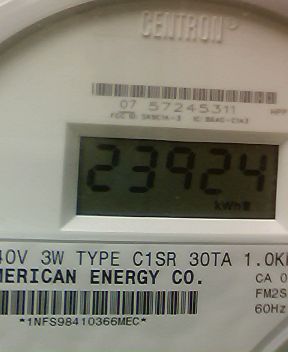 CENTRON®
07 57245311
23924
kWh
40V 3W TYPE C1SR 30TA 1.0K
MERICAN ENERGY CO.
CA 0
FM2S
60Hz
*1NFS98410366MEC*